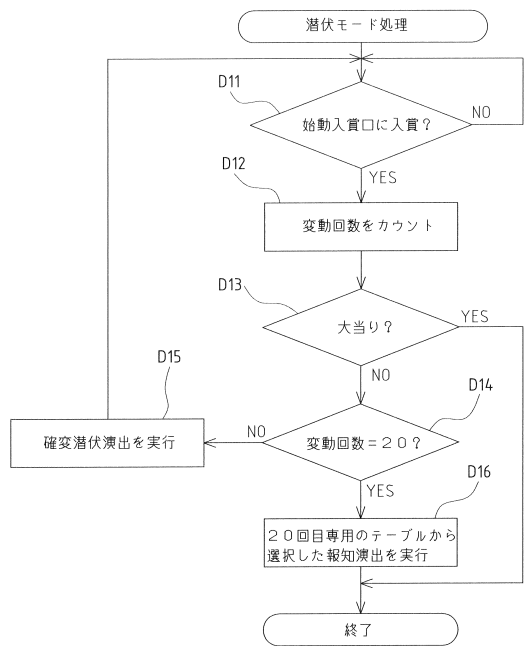 潜伏モード処理
D11
始動入賞口に入賞？
NO
YES
D12
変動回数をカウント
D13
大当り？
YES
NO
D14
D15
変動回数＝２０？
NO
確変潜伏演出を実行
YES
D16
２０回目専用のテーブルから
選択した報知演出を実行
終了